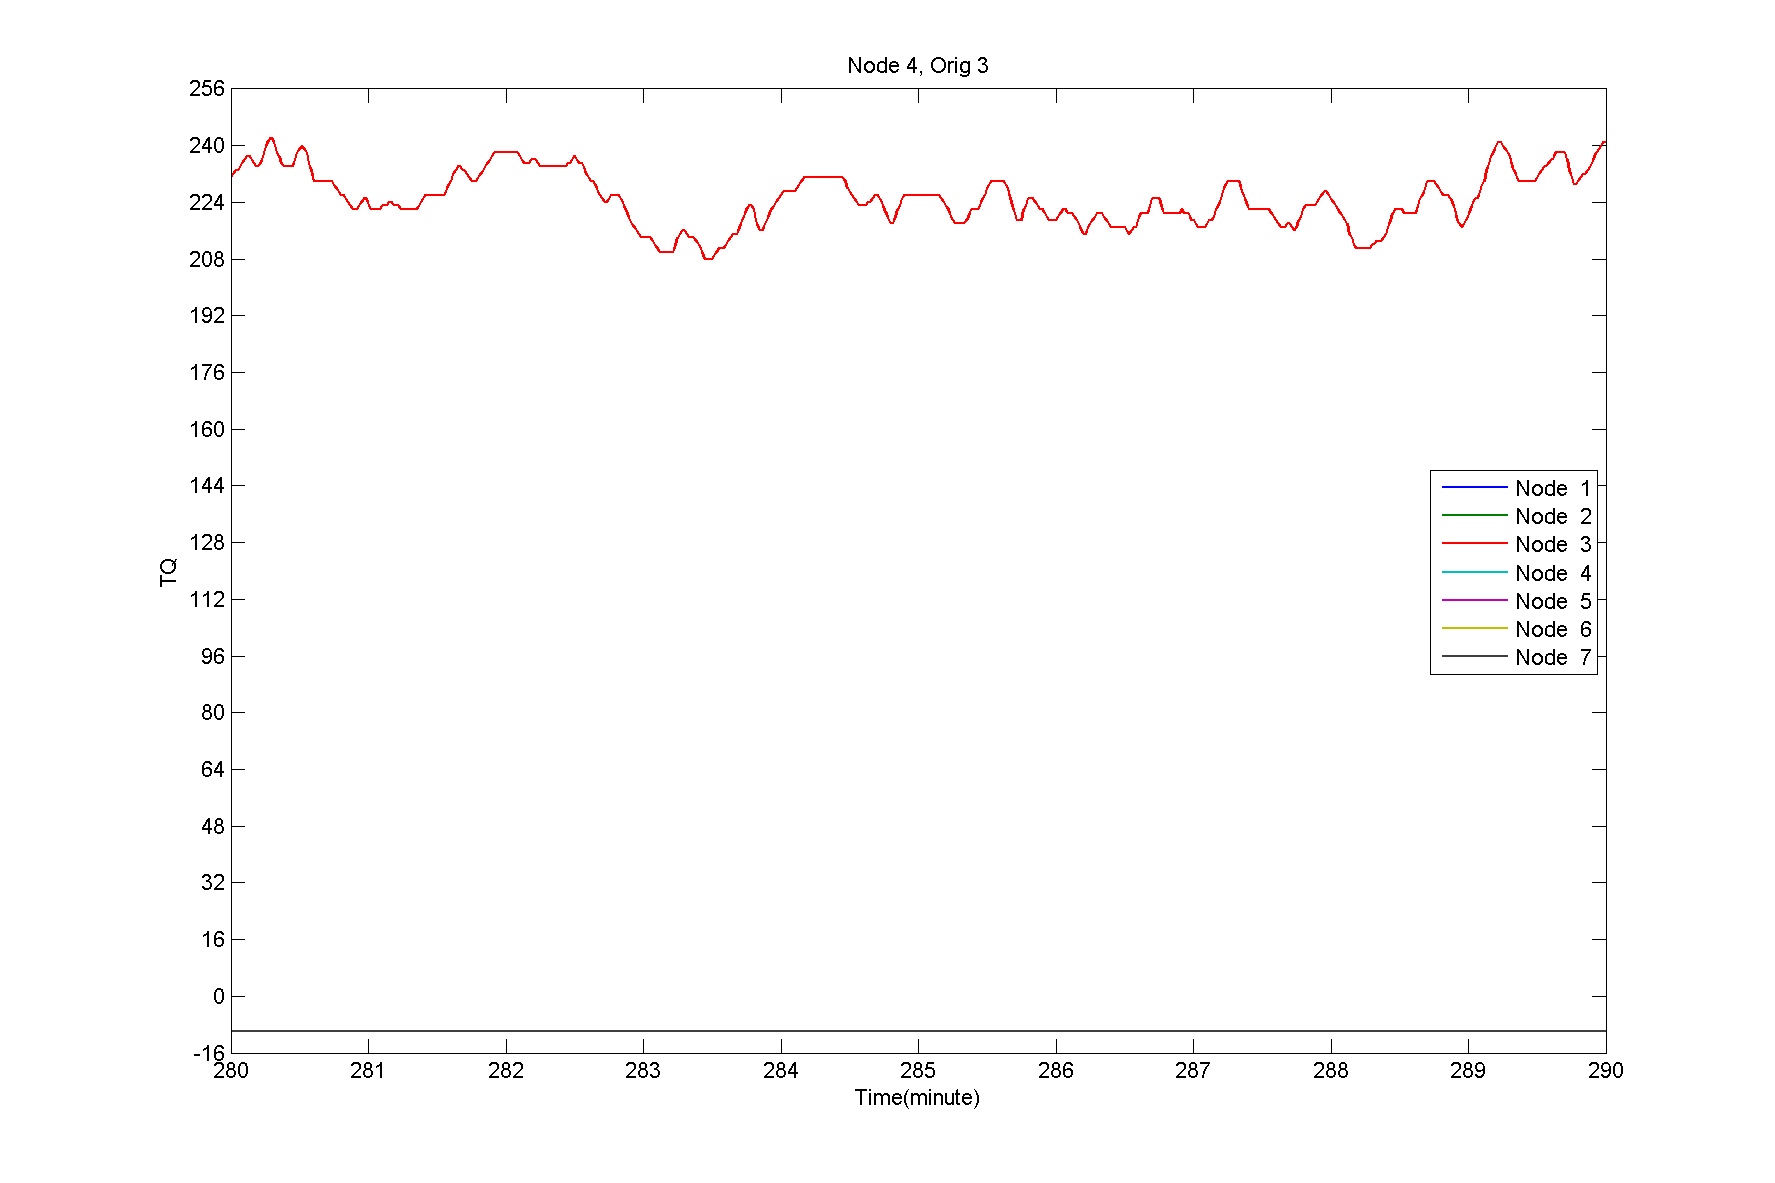 Node 4, Orig 3
256
240
224
208
192
176
160
144
128
112
96
80
64
48
32
16
0
-16
TQ
280 281 282 283 284 285 286 287 288 289 290
Time(minute)
Node 1
Node 2
Node 3
Node 4
Node 5
Node 6
Node 7